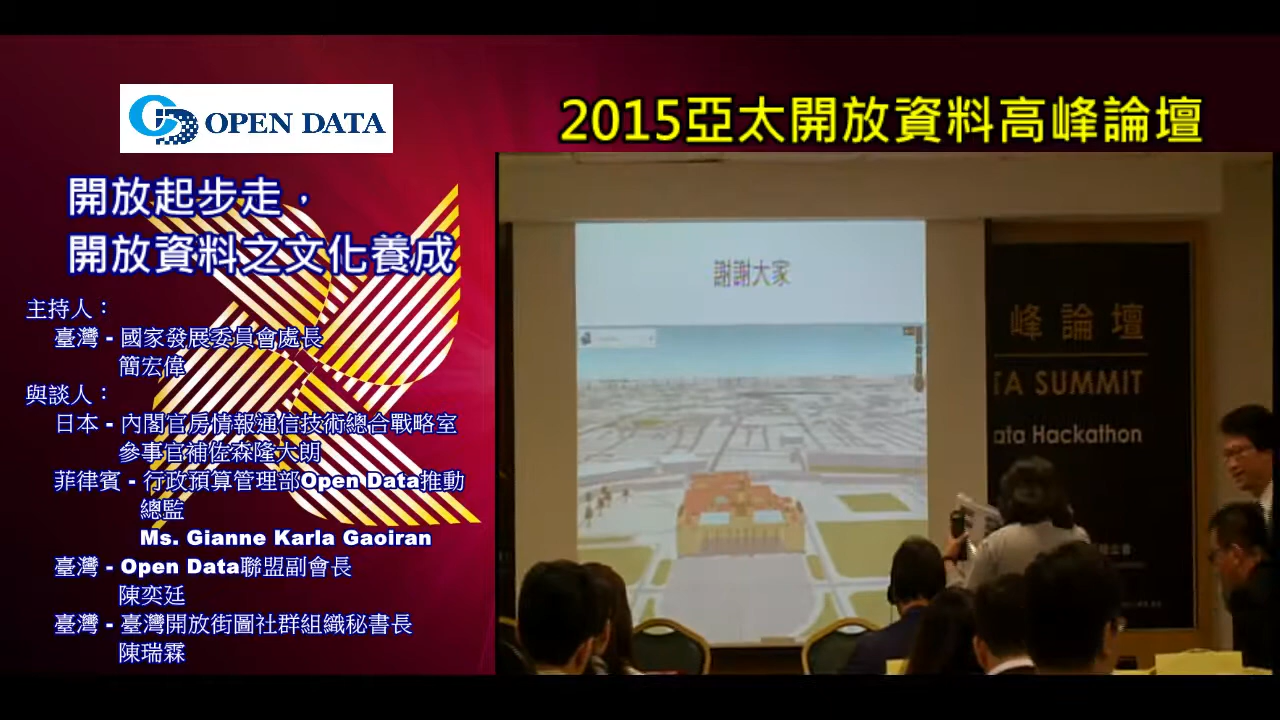 OPEN DATA
2015亞太開放資料高峰論壇
開放起步走，
開放資料之文化養成
主持人：
臺灣 - 國家發展委員會處長
簡宏偉
與談人：
日本 - 內閣官房情報通信技術總合戰略室
參事官補佐森隆大朗
菲律賓 - 行政預算管理部Open Data推動
總監
Ms. Gianne Karla Gaoiran
臺灣 - Open Data聯盟副會長
陳奕廷
臺灣 - 臺灣開放街圖社群組織秘書長
陳瑞霖
謝謝大家
峰論壇
TA SUMMIT
ata Hackathon